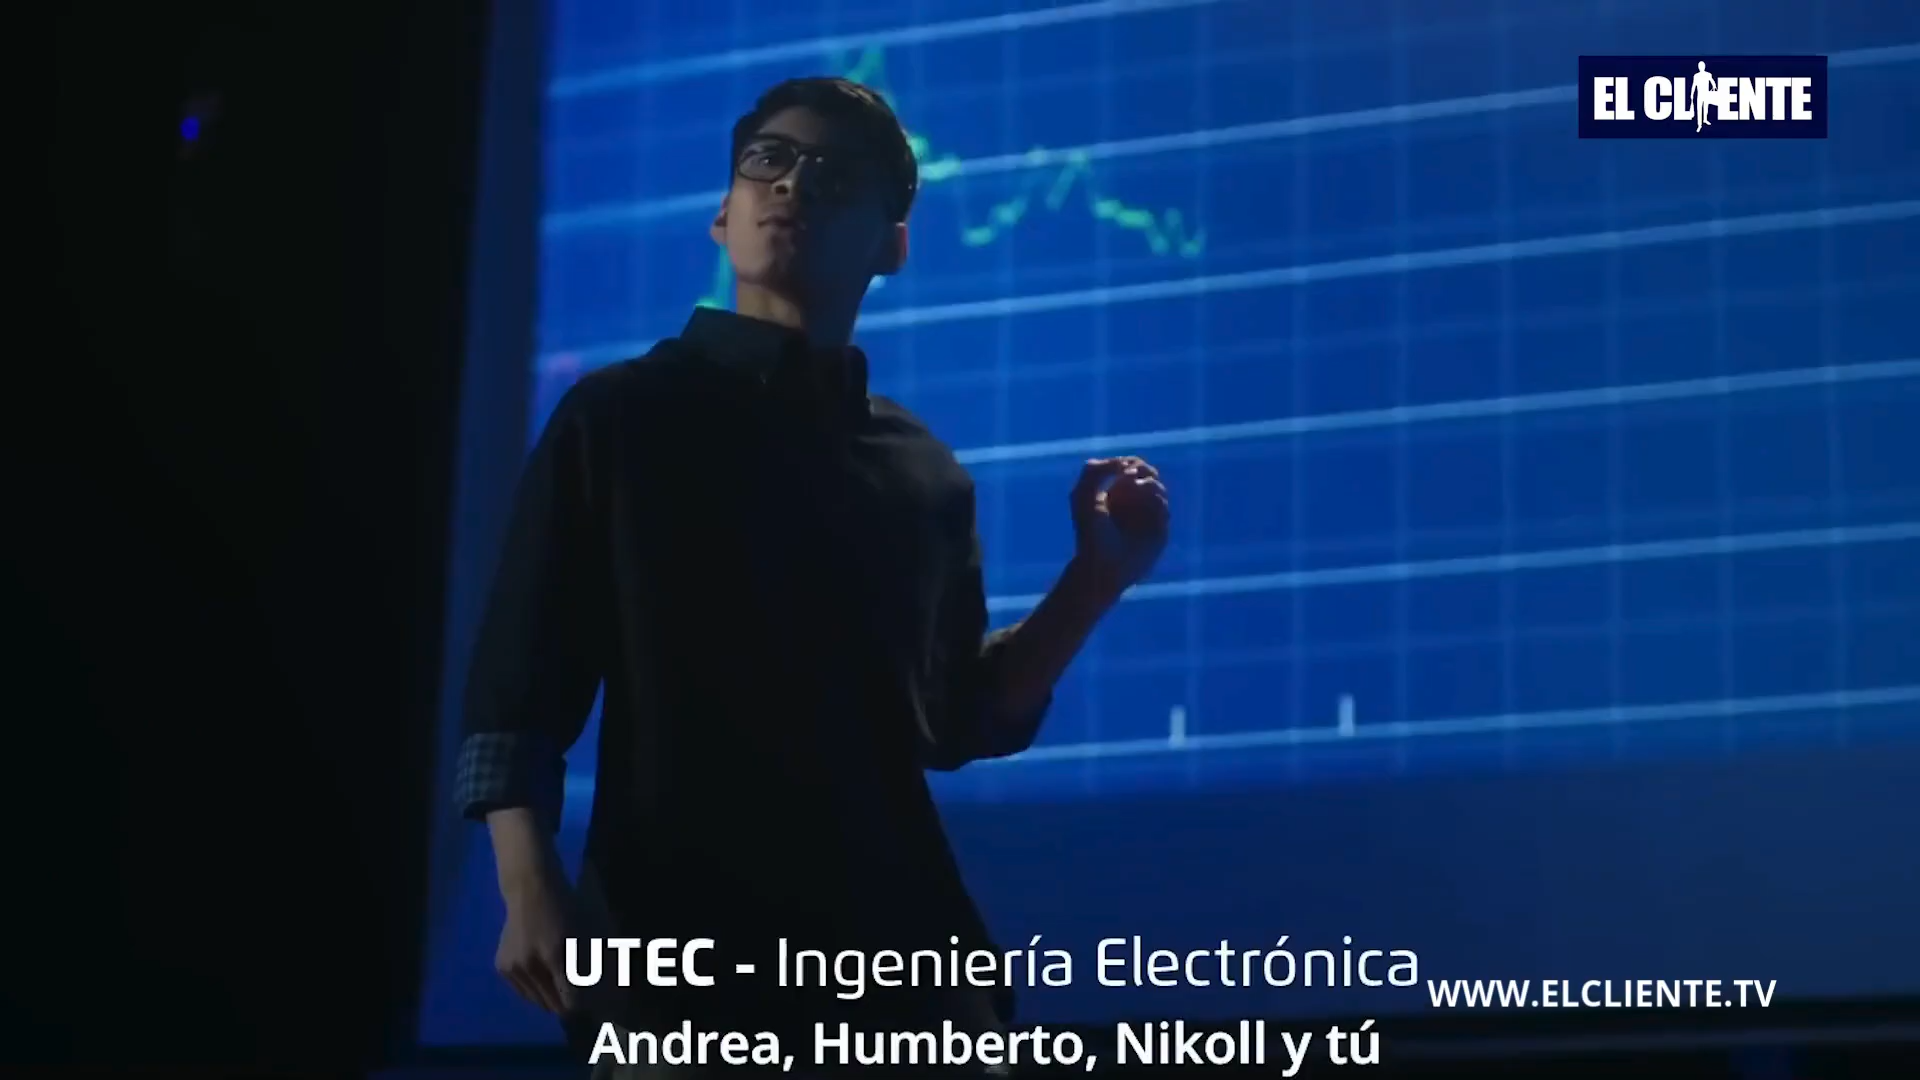 EL CLIENTE
UTEC - Ingeniería Electrónica
WWW.ELCLIENTE.TV
Andrea, Humberto, Nikoll y tú